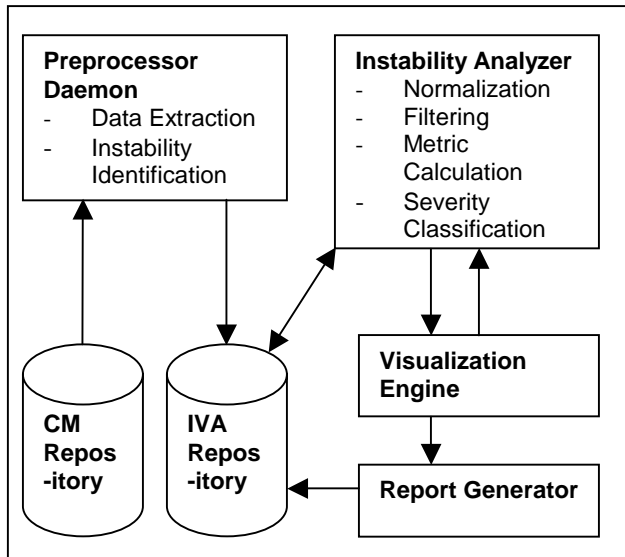 Preprocessor
Daemon
- Data Extraction
- Instability
Identification
Instability Analyzer
- Normalization
- Filtering
- Metric
Calculation
- Severity
Classification
CM
Repos
-itory
IVA
Repos
-itory
Visualization
Engine
Report Generator